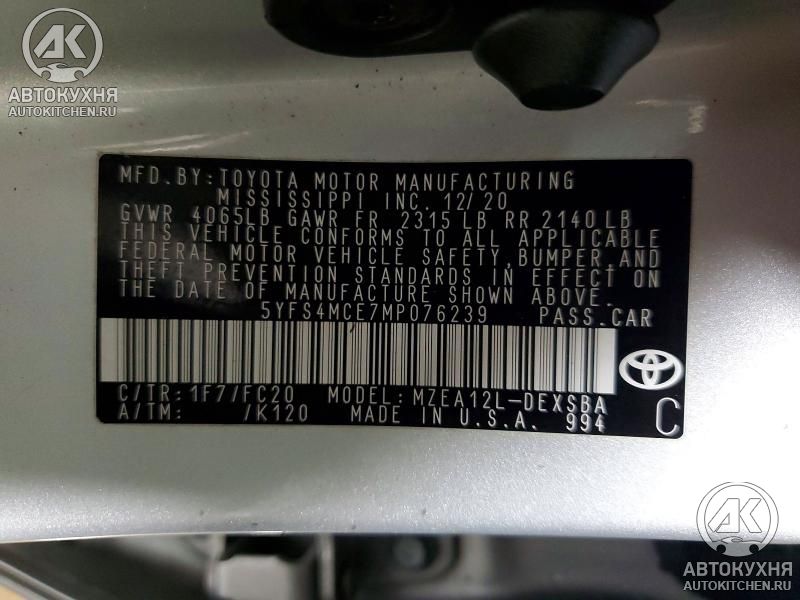 AK
АВТОКУХНЯ
AUTOKITCHEN.RU
MFD.BY:TOYOTA MOTOR MANUFACTURING
MISSISSIPPI INC. 12/20
GVWR 4065LB GAWR FR 2315 LB RR 2140 LB
THIS VEHICLE CONFORMS TO ALL APPLICABLE
FEDERAL MOTOR VEHICLE SAFETY, BUMPER, AND
THEFT PREVENTION STANDARDS IN EFFECT ON
THE DATE OF MANUFACTURE SHOWN ABOVE.
5YFS4MCE7MP076239 PASS.CAR
C/TR:1F7/FC20 MODEL:MZEA12L-DEXSBA
A/TM: /K120 MADE IN U.S.A. 994
C
AK
АВТОКУХНЯ
AUTOKITCHEN.RU